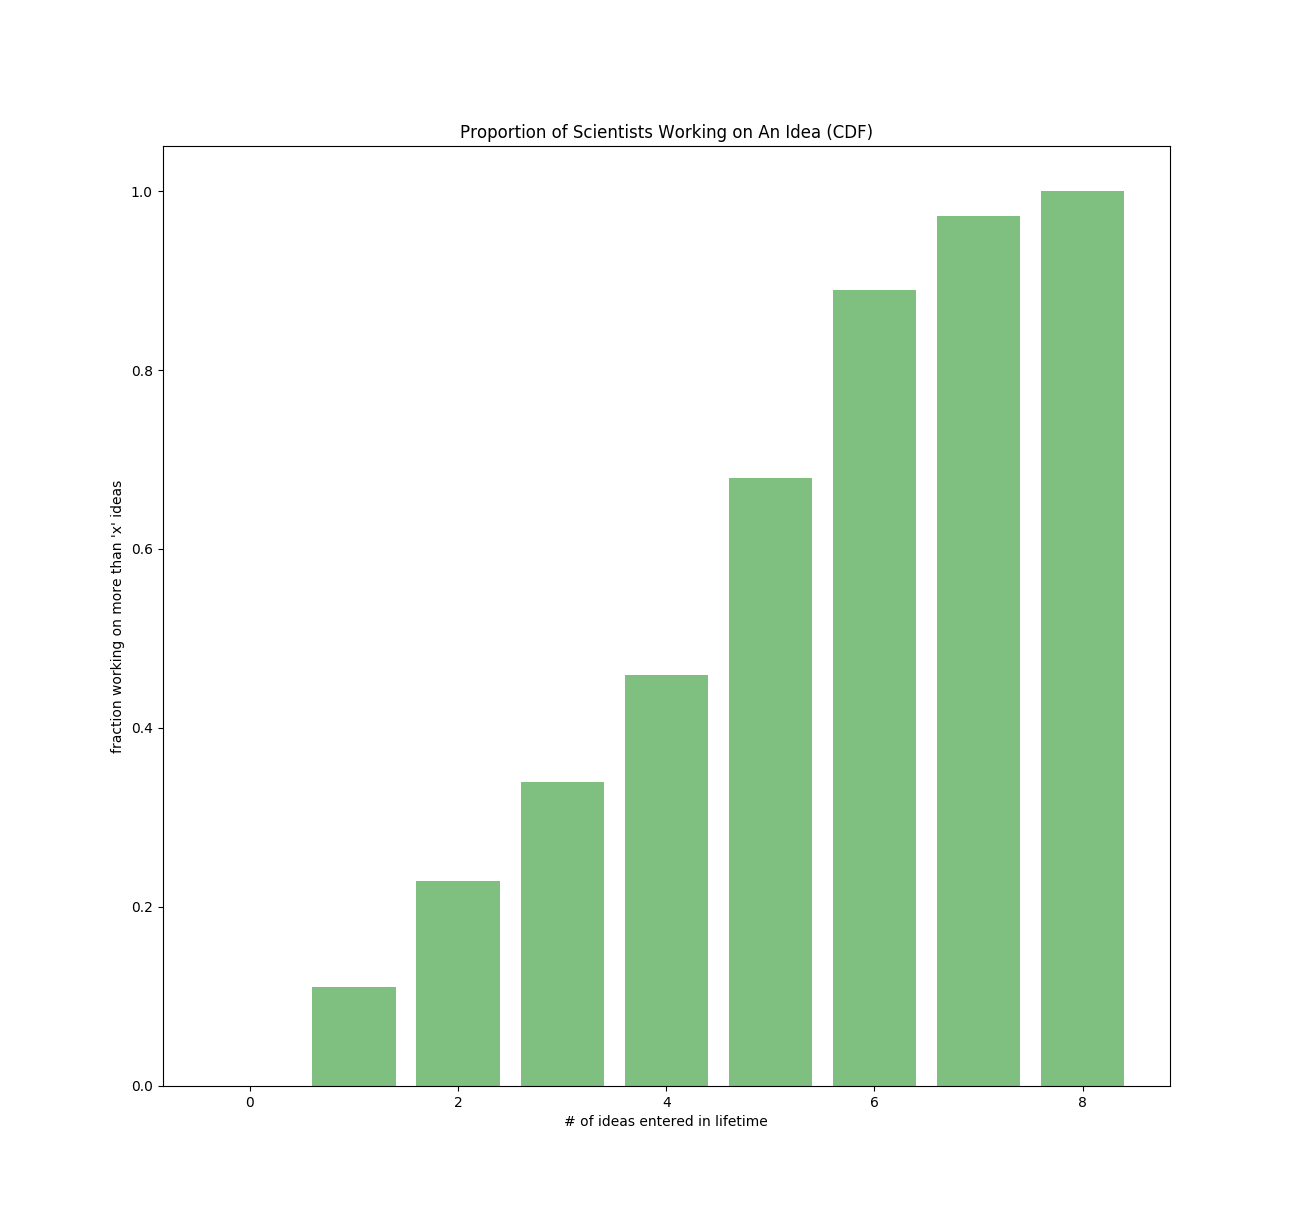 Proportion of Scientists Working on An Idea (CDF)
1.0
0.8
0.6
0.4
0.2
0.0
fraction working on more than 'x' ideas
0 2 4 6 8
# of ideas entered in lifetime